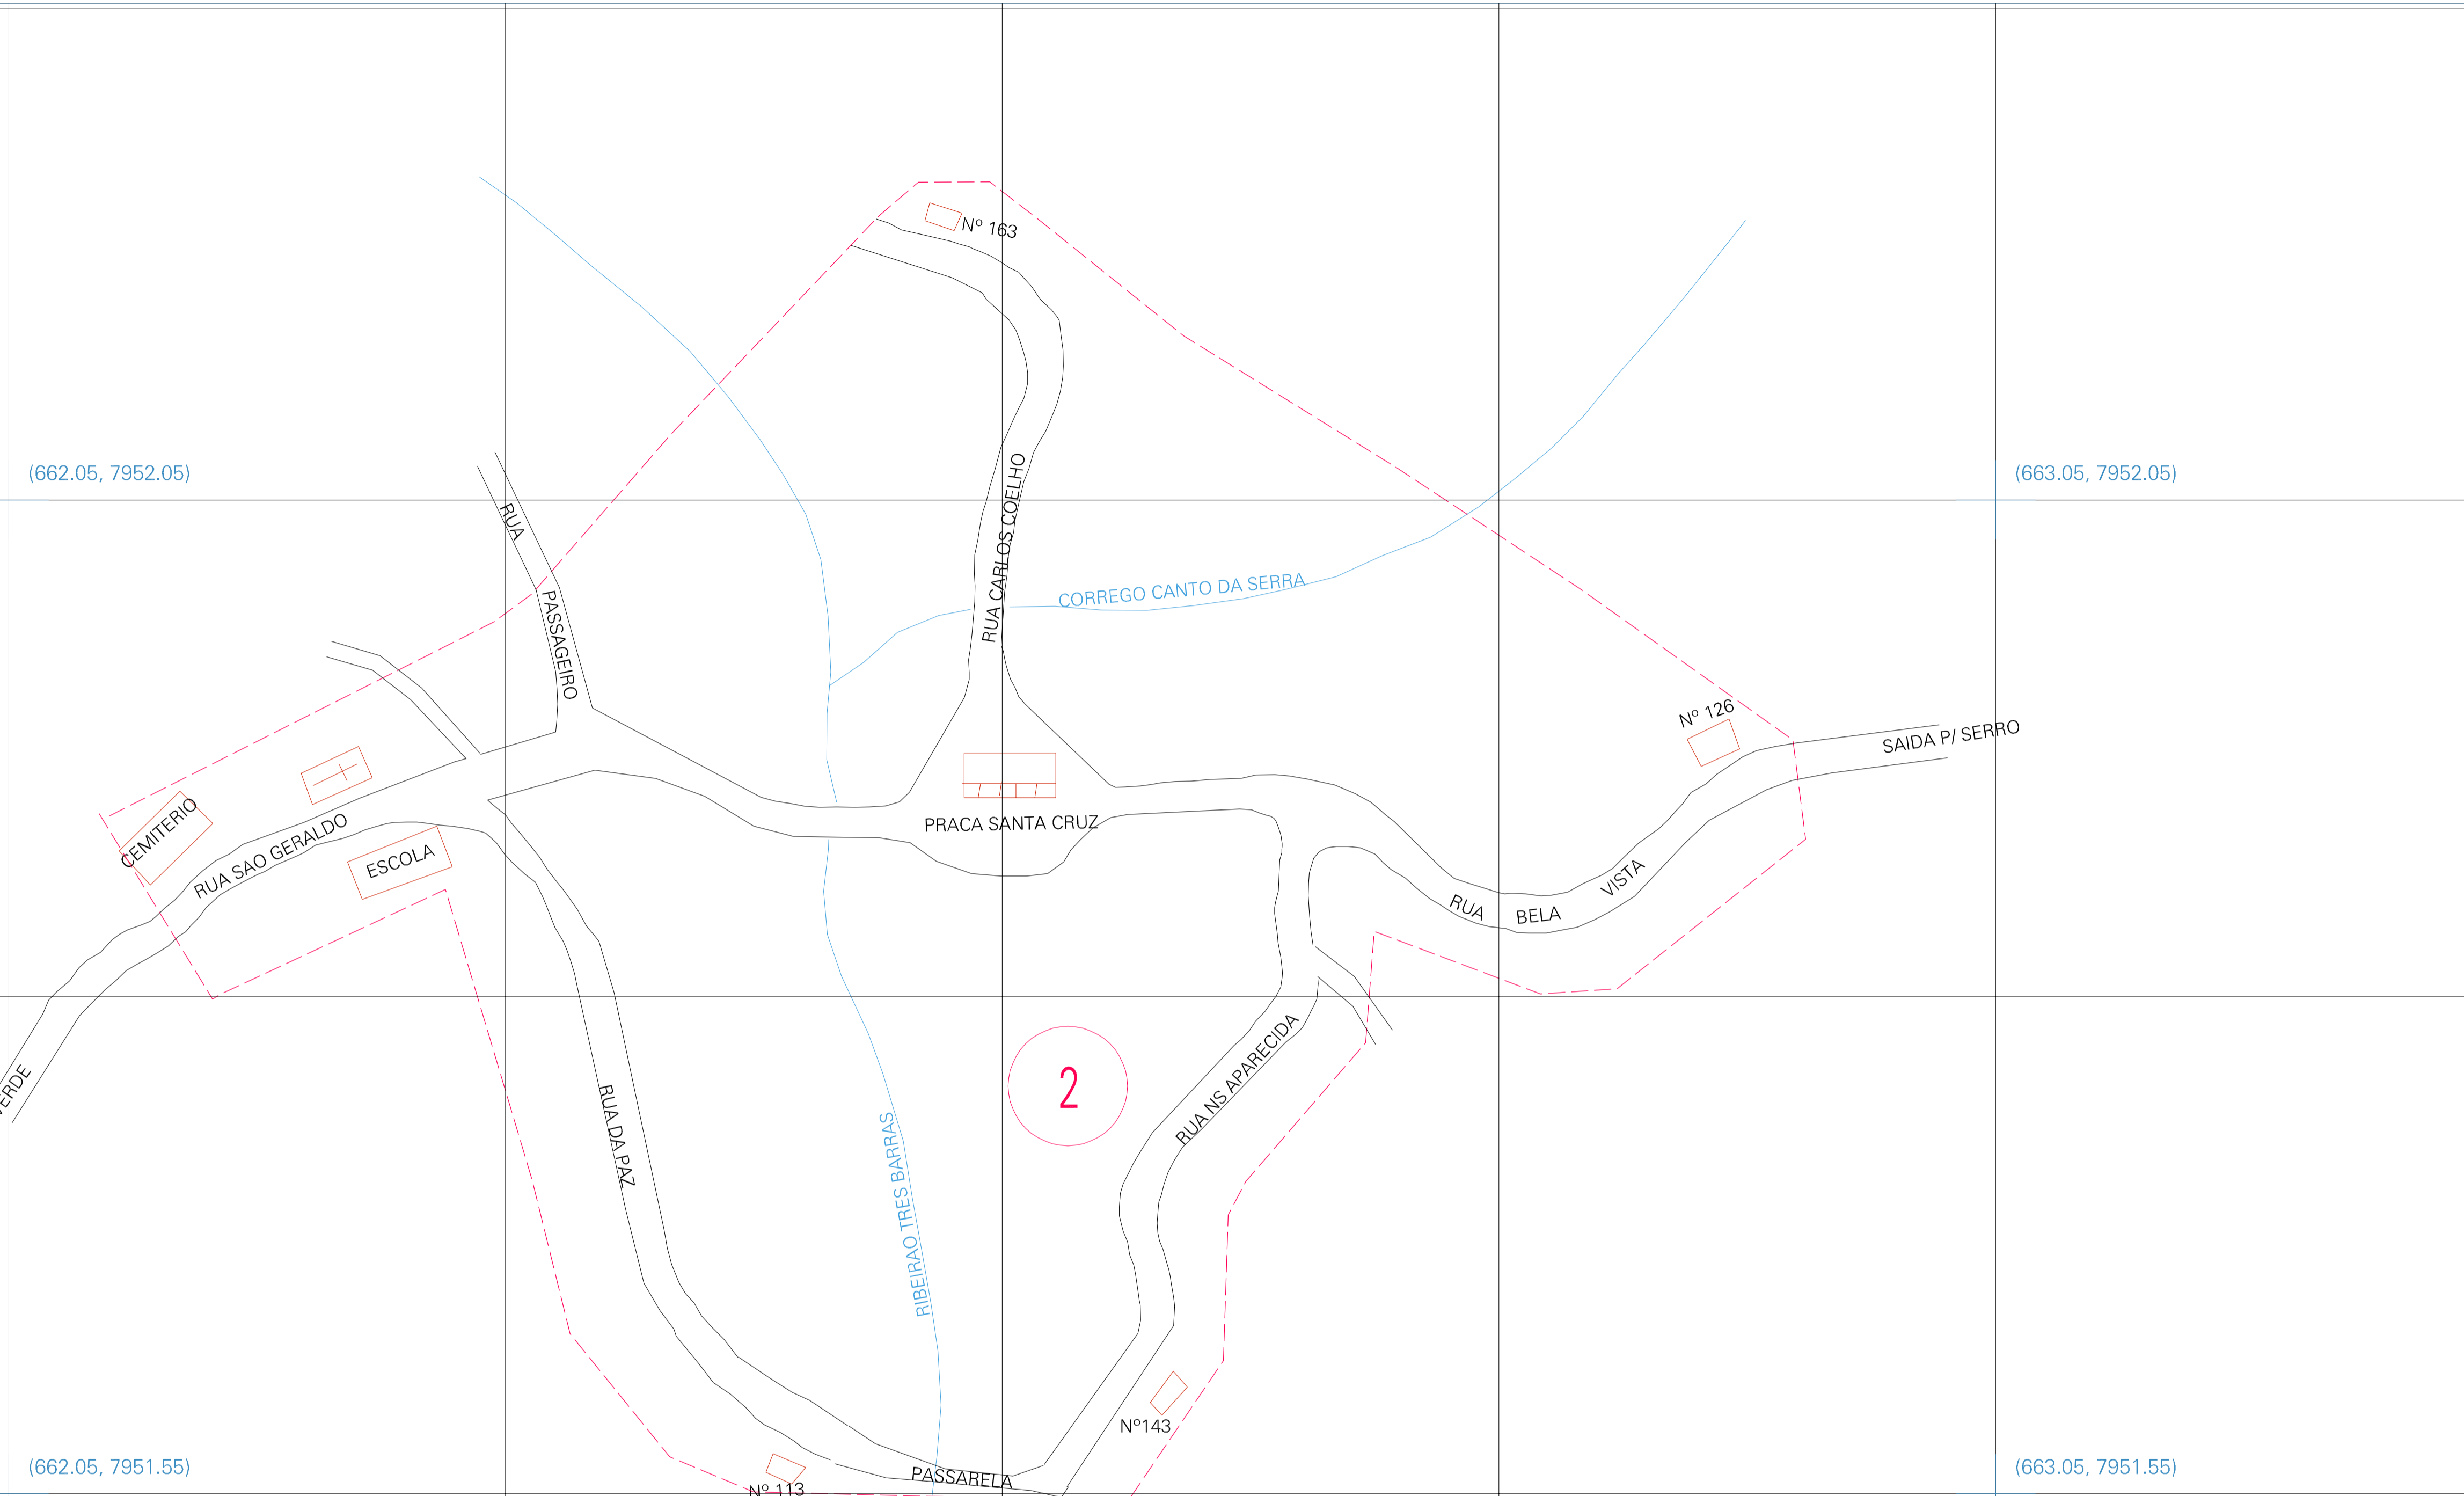 Nº 163
(662.05, 7952.05)
(663.05, 7952.05)
RUA
PASSAGEIRO
RUA CARLOS COELHO
CORREGO CANTO DA SERRA
Nº 126
SAIDA P/ SERRO
CEMITERIO
RUA SAO GERALDO
ESCOLA
PRACA SANTA CRUZ
RUA
BELA
VISTA
VERDE
RUA DA PAZ
2
RUA NS APARECIDA
RIBEIRAO TRES BARRAS
Nº143
(662.05, 7951.55)
(663.05, 7951.55)
PASSARELA
Nº 113